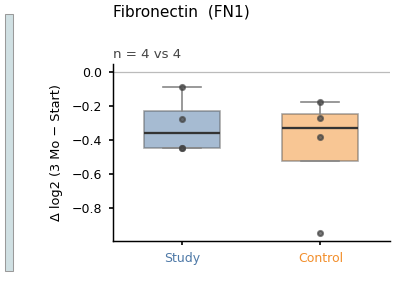 Fibronectin  (FN1)
n = 4 vs 4
0.0
−0.2
−0.4
−0.6
−0.8
Δ log2 (3 Mo − Start)
Study
Control